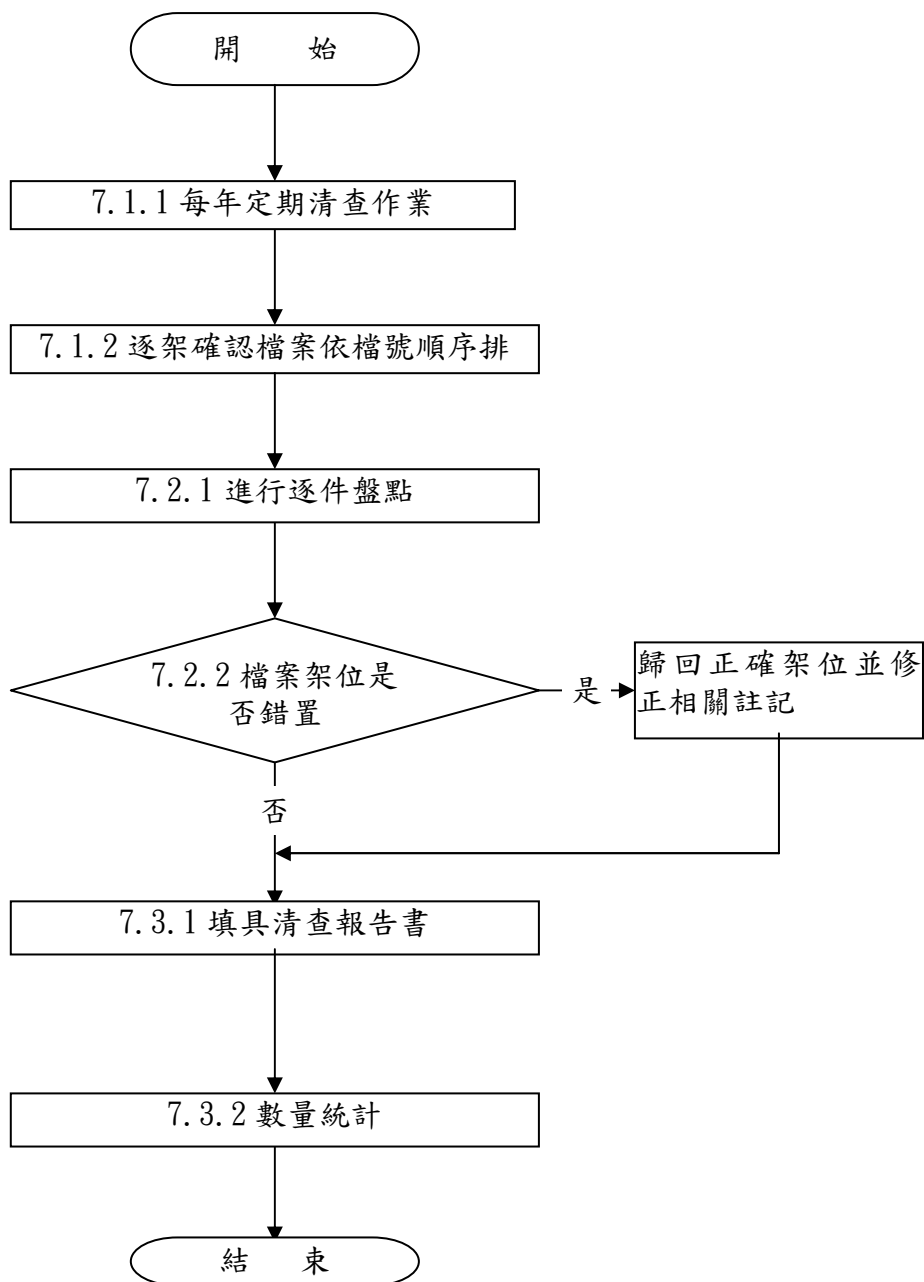 開 始
7.1.1 每年定期清查作業
7.1.2 逐架確認檔案依檔號順序排
7.2.1 進行逐件盤點
7.2.2 檔案架位是
否錯置
是
歸回正確架位並修
正相關註記
否
7.3.1 填具清查報告書
7.3.2 數量統計
結 束